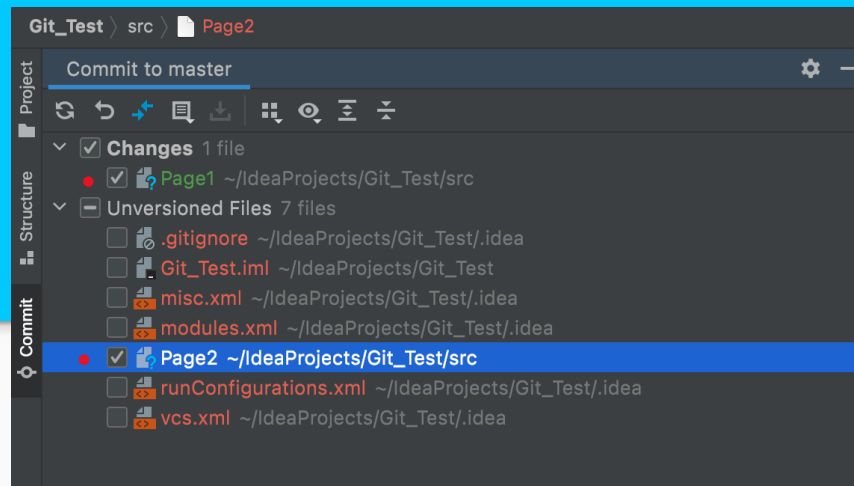 Git_Test › src › Page2
Project
Structure
Commit
Commit to master
Changes 1 file
Page1 ~/IdeaProjects/Git_Test/src
Unversioned Files 7 files
.gitignore ~/IdeaProjects/Git_Test/.idea
Git_Test.iml ~/IdeaProjects/Git_Test
misc.xml ~/IdeaProjects/Git_Test/.idea
modules.xml ~/IdeaProjects/Git_Test/.idea
Page2 ~/IdeaProjects/Git_Test/src
runConfigurations.xml ~/IdeaProjects/Git_Test/.idea
vcs.xml ~/IdeaProjects/Git_Test/.idea